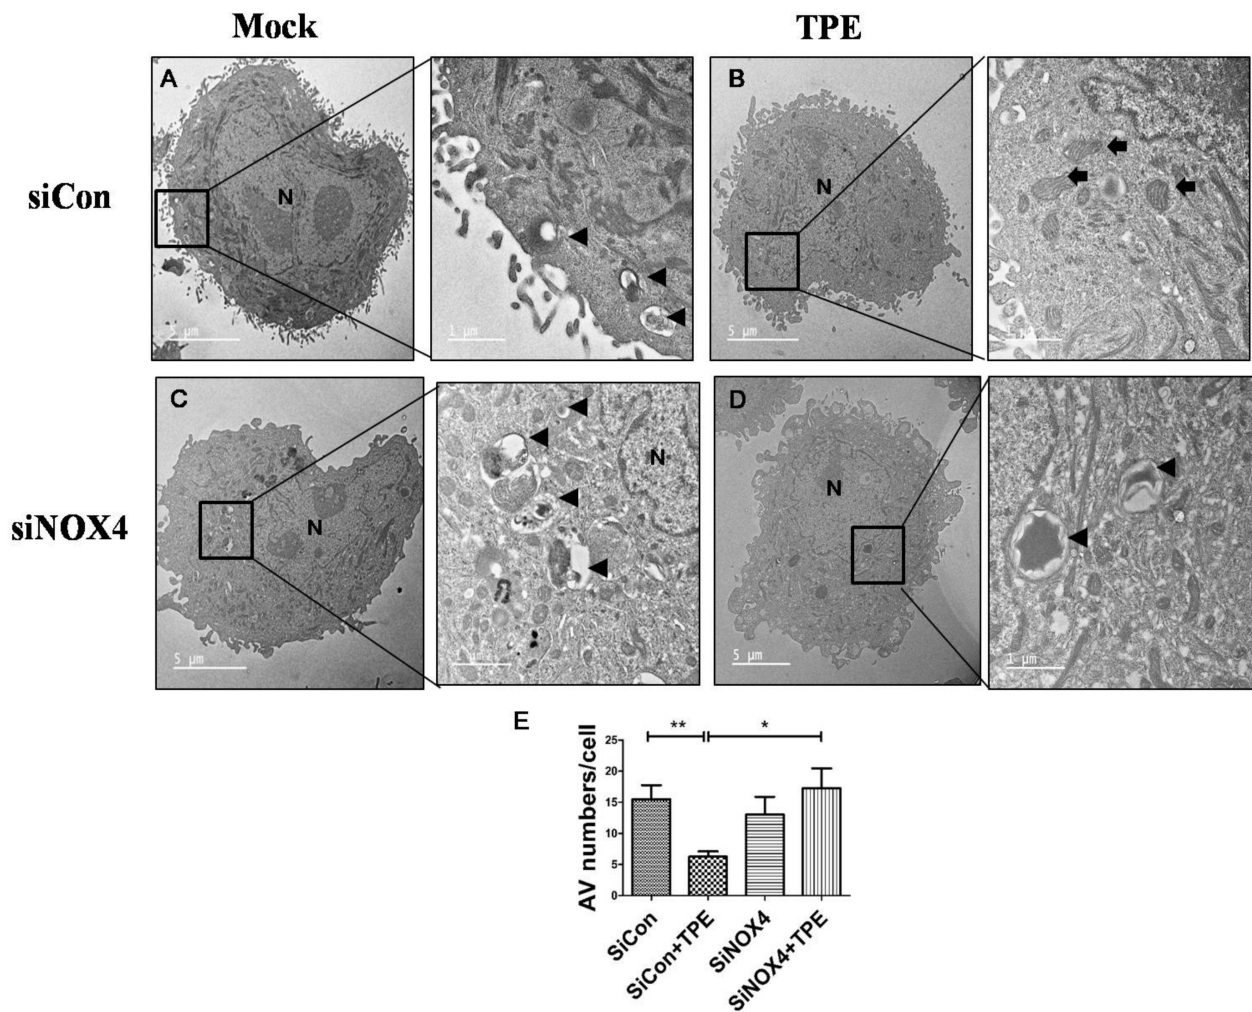 Mock TPE
A B
siCon
N
N
5 µm
1 µm
5 µm
C D
siNOX4
N
N
N
5 µm
1 µm
5 µm
1 µm
E
** *
AV numbers/cell
25
20
15
10
5
0
SiCon
SiCon+TPE
SiNOX4
SiNOX4+TPE